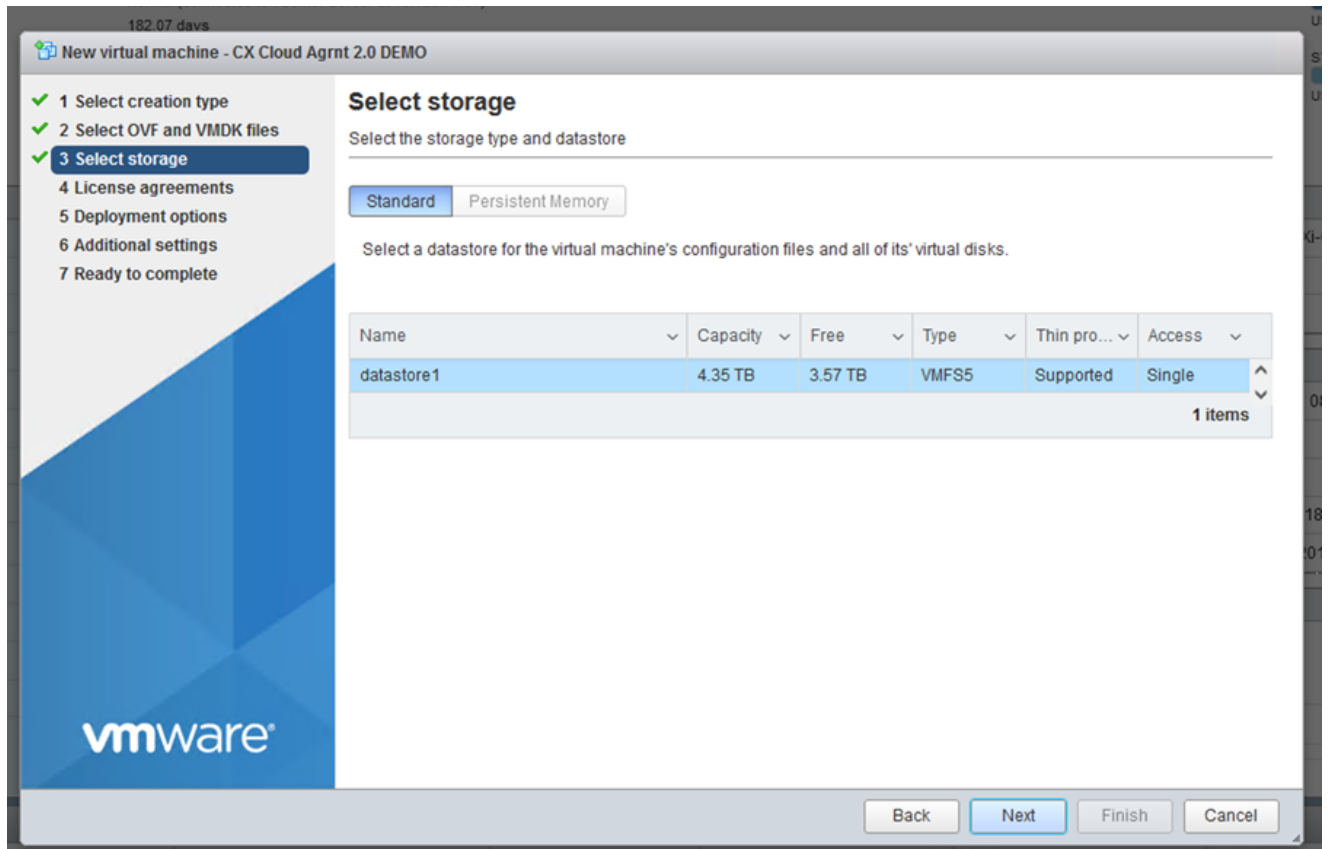 182.07 days
New virtual machine - CX Cloud Agrnt 2.0 DEMO
1 Select creation type
2 Select OVF and VMDK files
3 Select storage
4 License agreements
5 Deployment options
6 Additional settings
7 Ready to complete
vmware®
Select storage
Select the storage type and datastore
Standard Persistent Memory
Select a datastore for the virtual machine's configuration files and all of its' virtual disks.
Name Capacity Free Type Thin pro... Access
datastore1 4.35 TB 3.57 TB VMFS5 Supported Single
1 items
Back Next Finish Cancel